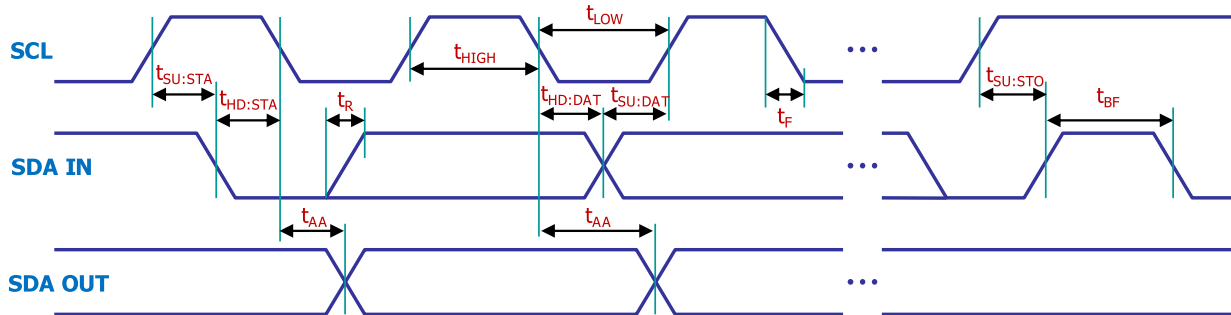 SCL
tSU:STA
tHD:STA
tR
tHIGH
tLOW
tHD:DAT
tSU:DAT
tF
...
tSU:STO
tBF
SDA IN
...
tAA
tAA
SDA OUT
...